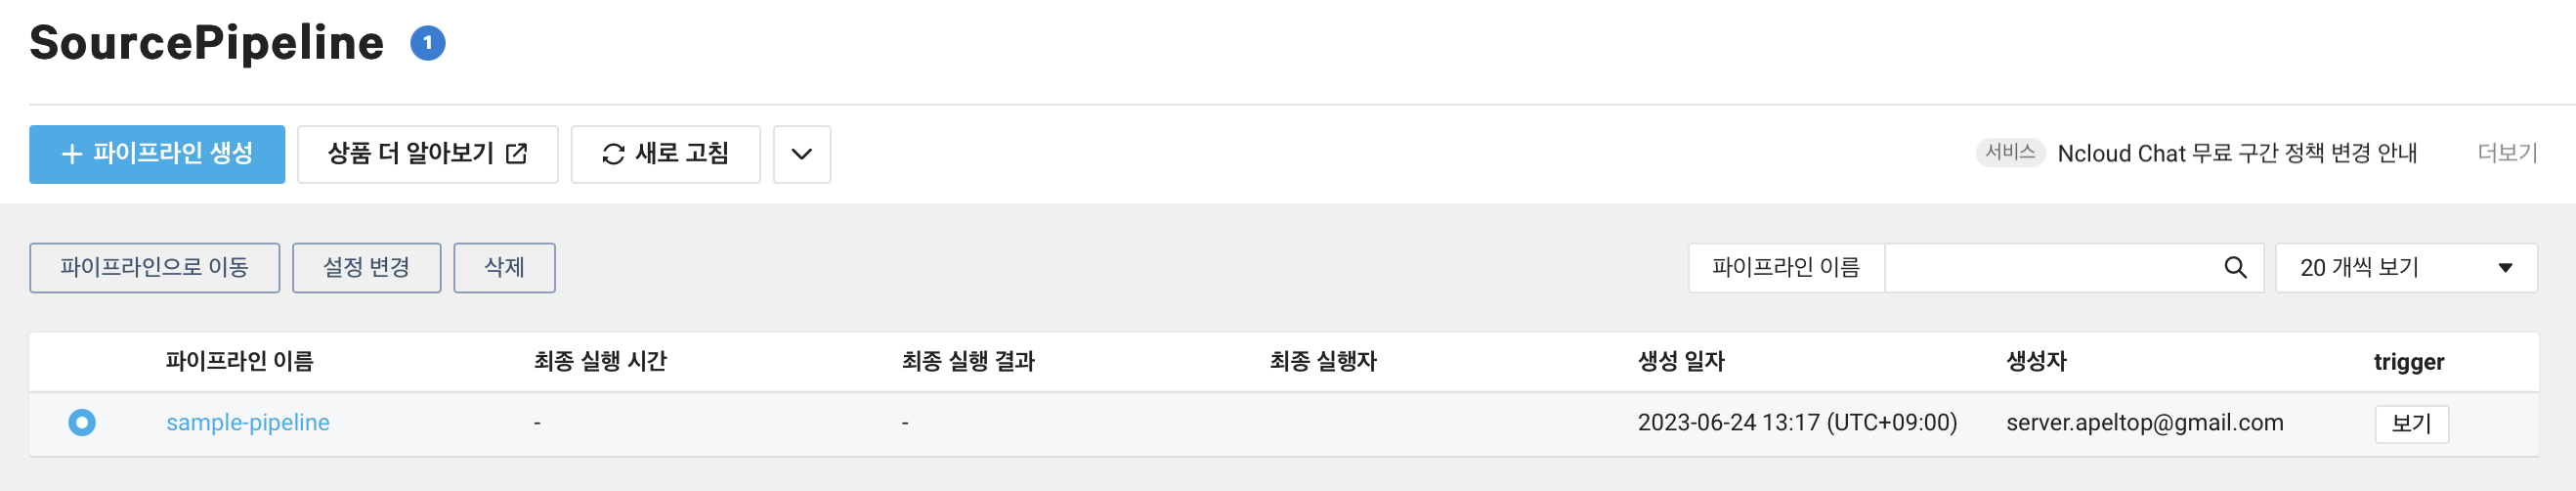 SourcePipeline 1
+ 파이프라인 생성 상품 더 알아보기 새로 고침 서비스 Ncloud Chat 무료 구간 정책 변경 안내 더보기
파이프라인으로 이동 설정 변경 삭제 파이프라인 이름 20 개씩 보기
파이프라인 이름 최종 실행 시간 최종 실행 결과 최종 실행자 생성 일자 생성자 trigger
sample-pipeline - - 2023-06-24 13:17 (UTC+09:00) server.apeltop@gmail.com 보기